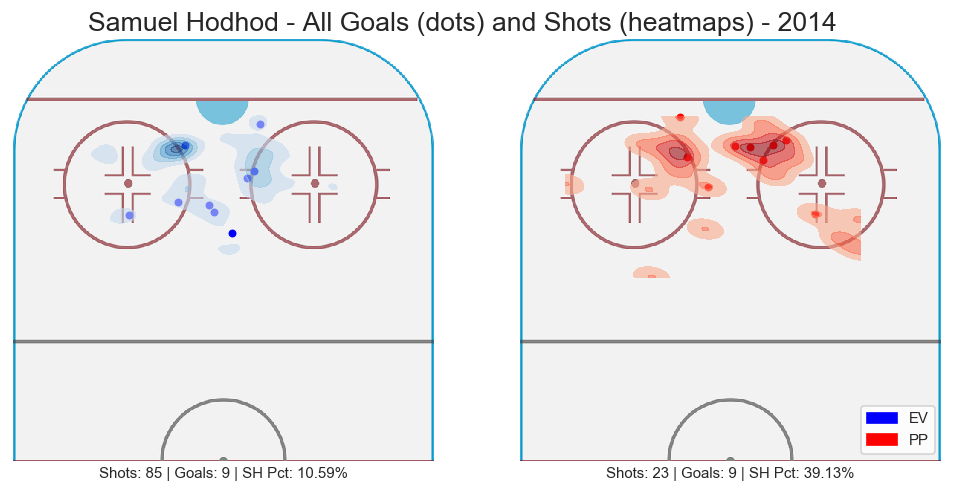 Samuel Hodhod - All Goals (dots) and Shots (heatmaps) - 2014
EV
PP
Shots: 85 | Goals: 9 | SH Pct: 10.59%
Shots: 23 | Goals: 9 | SH Pct: 39.13%